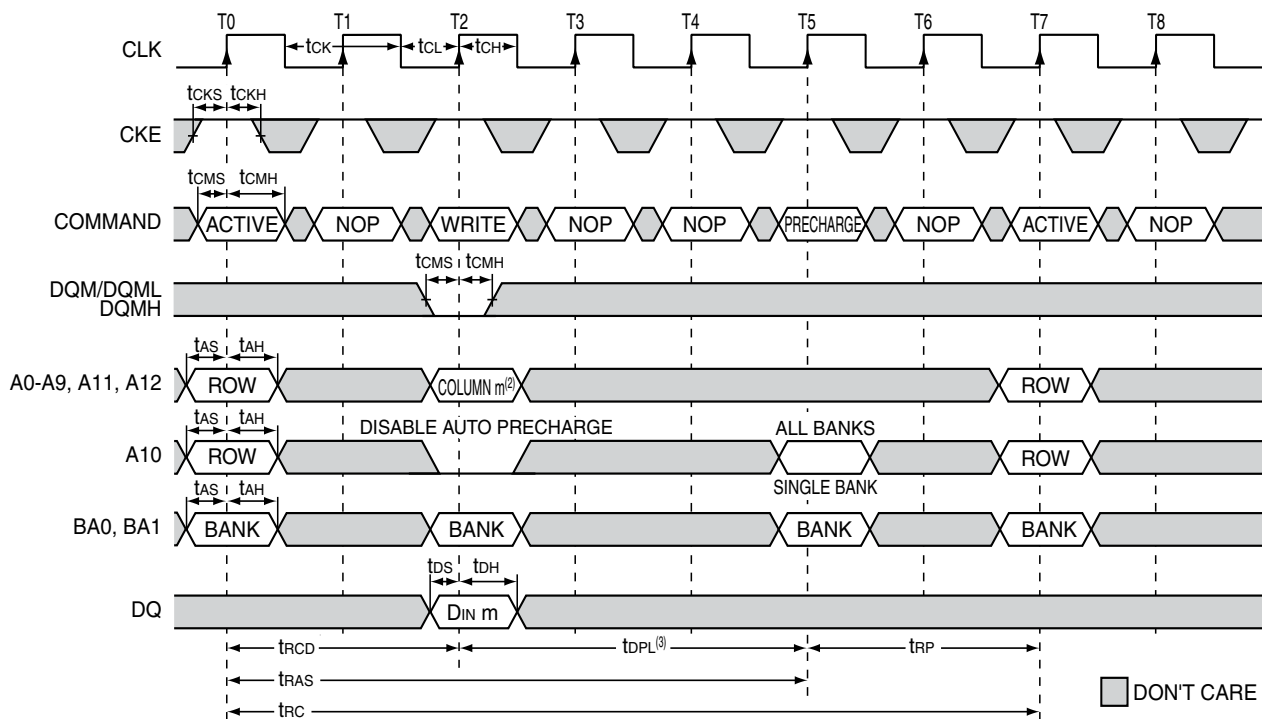 T0 T1 T2 T3 T4 T5 T6 T7 T8
CLK tCK tCL tCH
tCKS tCKH
CKE
tCMS tCMH
COMMAND ACTIVE NOP WRITE NOP NOP PRECHARGE NOP ACTIVE NOP
tCMS tCMH
DQM/DQML
DQMH
tAS tAH
A0-A9, A11, A12 ROW COLUMN m(2) ROW
tAS tAH DISABLE AUTO PRECHARGE ALL BANKS
A10 ROW ROW
tAS tAH SINGLE BANK
BA0, BA1 BANK BANK BANK BANK
tDS tDH
DQ DIN m
tRCD tDPL(3) tRP
tRAS
DON'T CARE
tRC